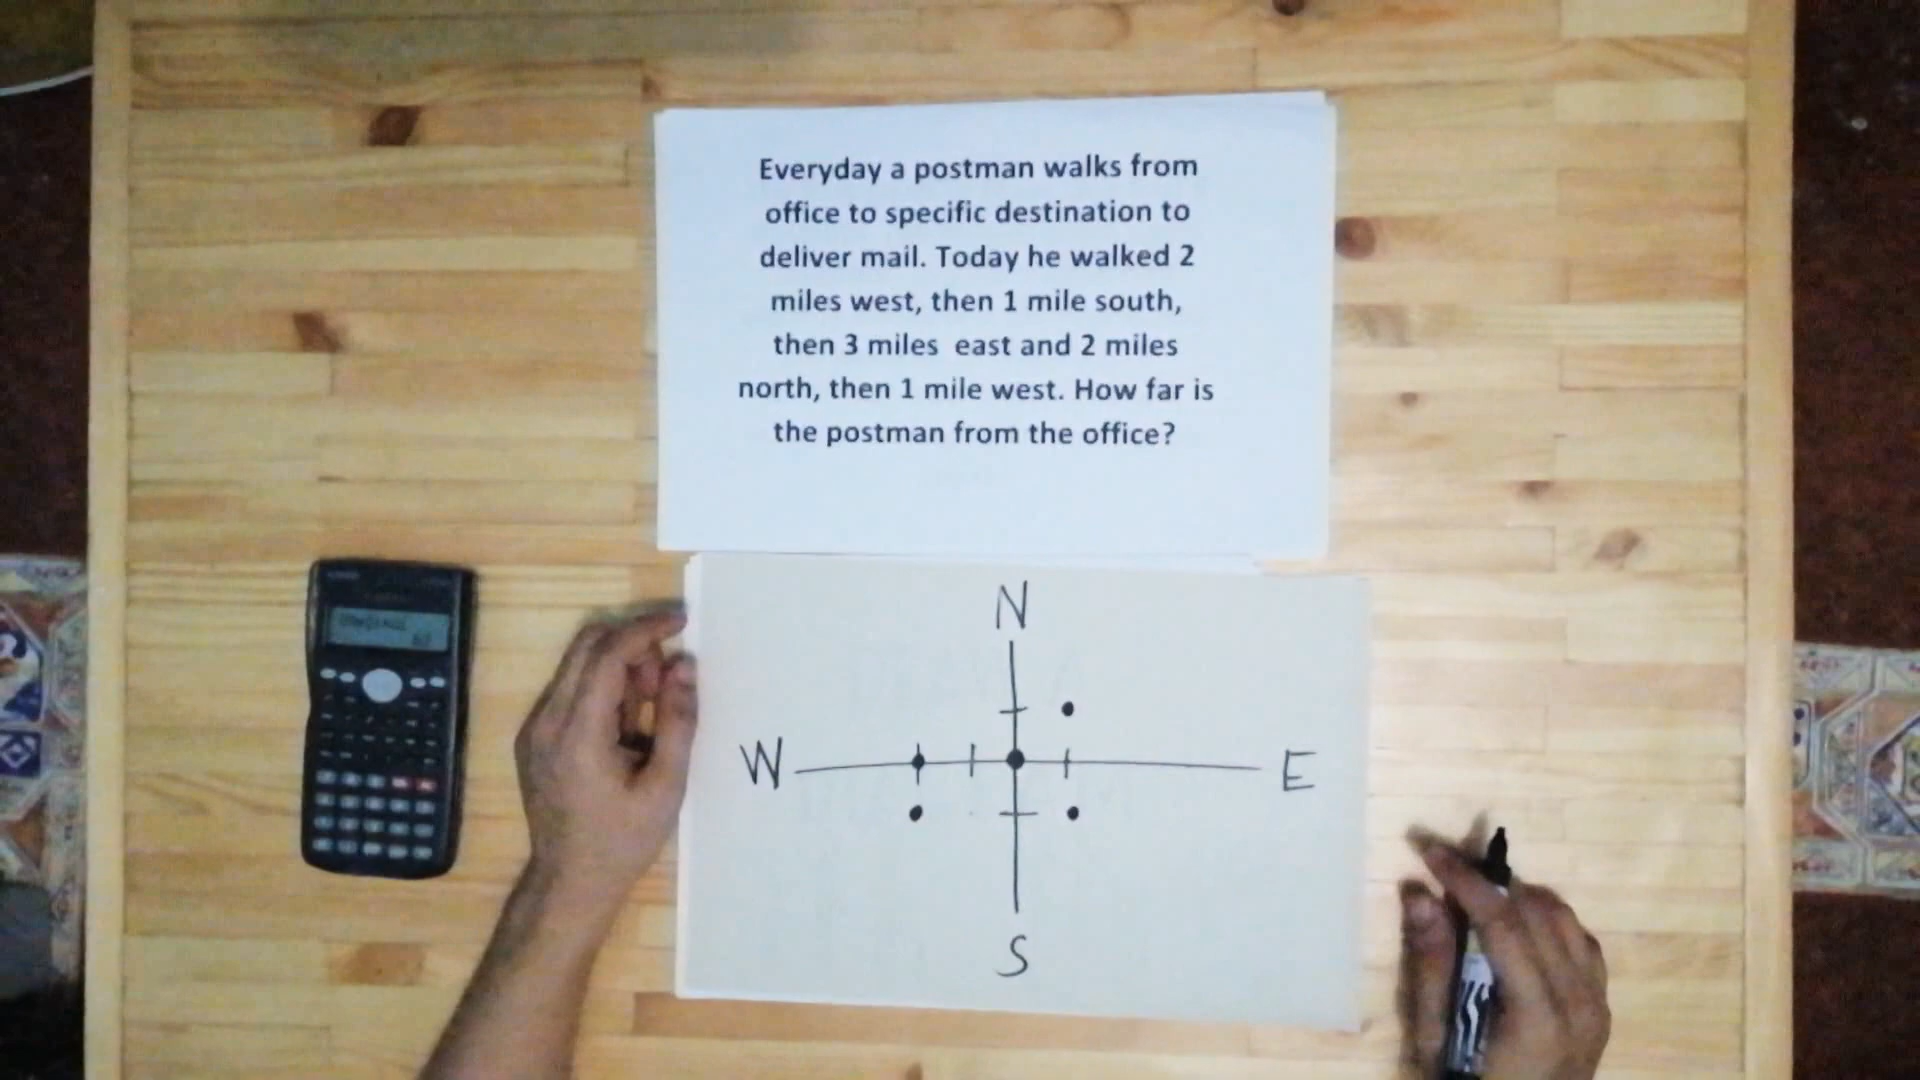 Everyday a postman walks from
office to specific destination to
deliver mail. Today he walked 2
miles west, then 1 mile south,
then 3 miles east and 2 miles
north, then 1 mile west. How far is
the postman from the office?
N
W
E
S